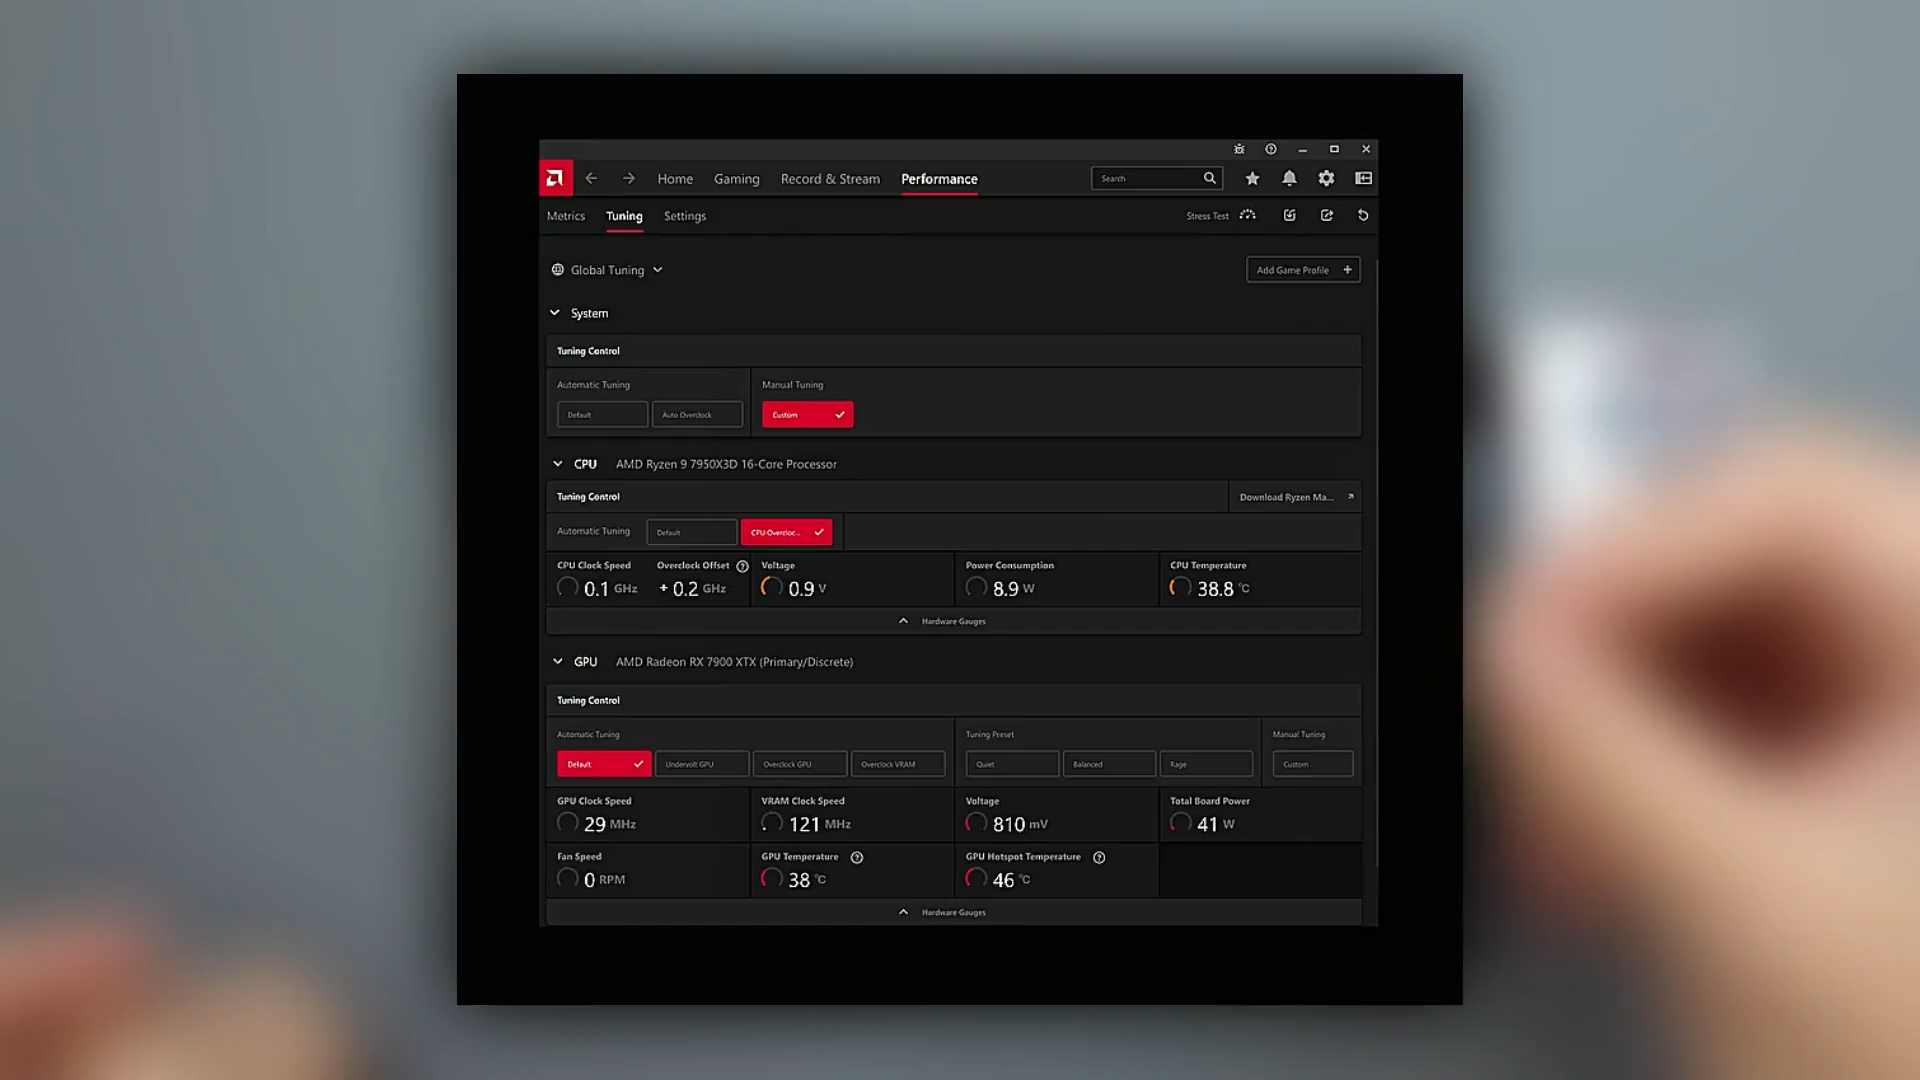 Home Gaming Record & Stream Performance Search
Metrics Tuning Settings Stress Test
Global Tuning Add Game Profile
System
Tuning Control
Automatic Tuning Manual Tuning
Default Auto Overclock Custom
CPU AMD Ryzen 9 7950X3D 16-Core Processor
Tuning Control Download Ryzen Ma...
Automatic Tuning Default CPU Overcloc...
CPU Clock Speed Overclock Offset Voltage Power Consumption CPU Temperature
0.1 GHz + 0.2 GHz 0.9 V 8.9 W 38.8 °C
Hardware Gauges
GPU AMD Radeon RX 7900 XTX (Primary/Discrete)
Tuning Control
Automatic Tuning Tuning Preset Manual Tuning
Default Undervolt GPU Overclock GPU Overclock VRAM Quiet Balanced Rage Custom
GPU Clock Speed VRAM Clock Speed Voltage Total Board Power
29 MHz 121 MHz 810 mV 41 W
Fan Speed GPU Temperature GPU Hotspot Temperature
0 RPM 38 °C 46 °C
Hardware Gauges